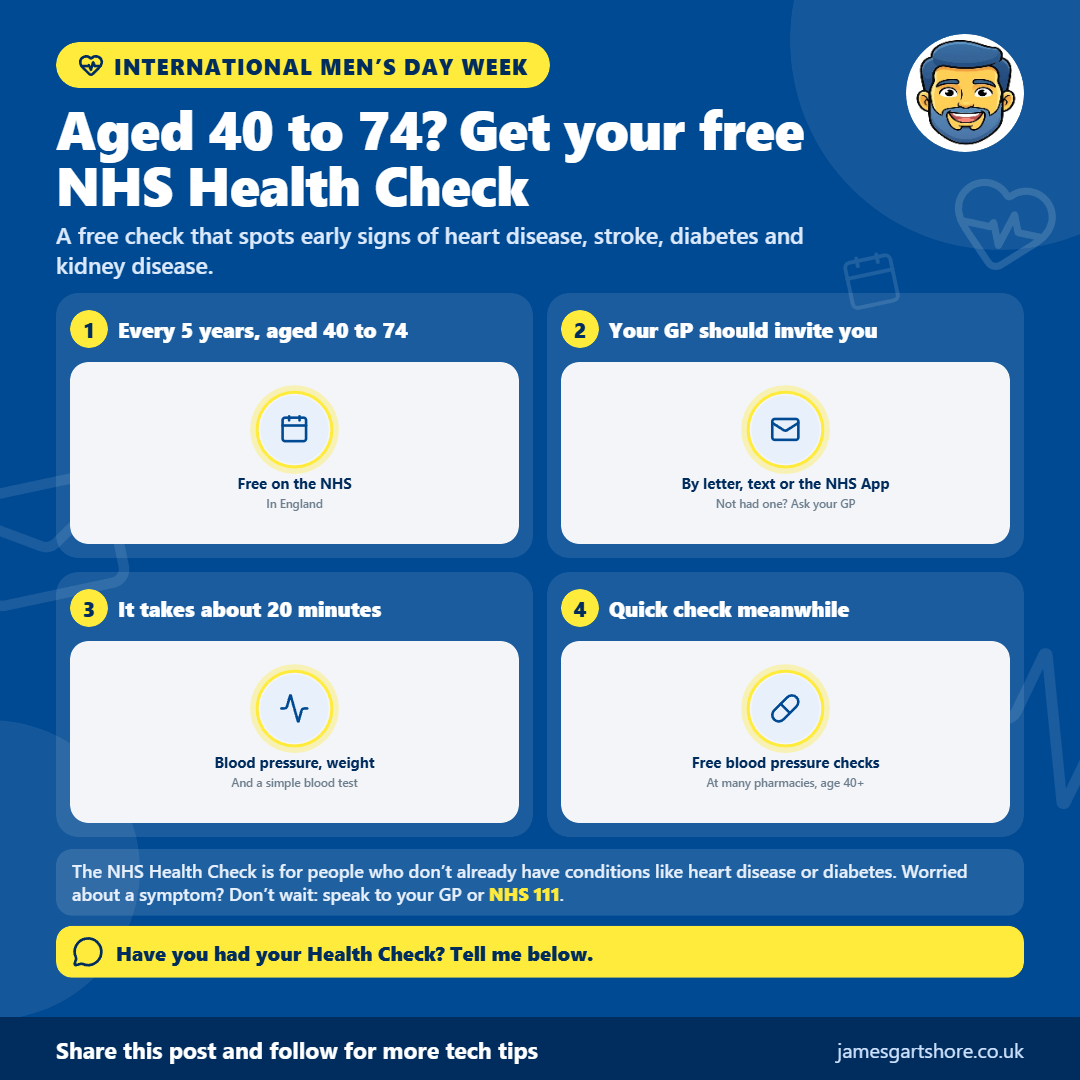 INTERNATIONAL MEN’S DAY WEEK
Aged 40 to 74? Get your free
NHS Health Check
A free check that spots early signs of heart disease, stroke, diabetes and
kidney disease.
1 Every 5 years, aged 40 to 74
Free on the NHS
In England
2 Your GP should invite you
By letter, text or the NHS App
Not had one? Ask your GP
3 It takes about 20 minutes
Blood pressure, weight
And a simple blood test
4 Quick check meanwhile
Free blood pressure checks
At many pharmacies, age 40+
The NHS Health Check is for people who don’t already have conditions like heart disease or diabetes. Worried
about a symptom? Don’t wait: speak to your GP or NHS 111.
Have you had your Health Check? Tell me below.
Share this post and follow for more tech tips
jamesgartshore.co.uk